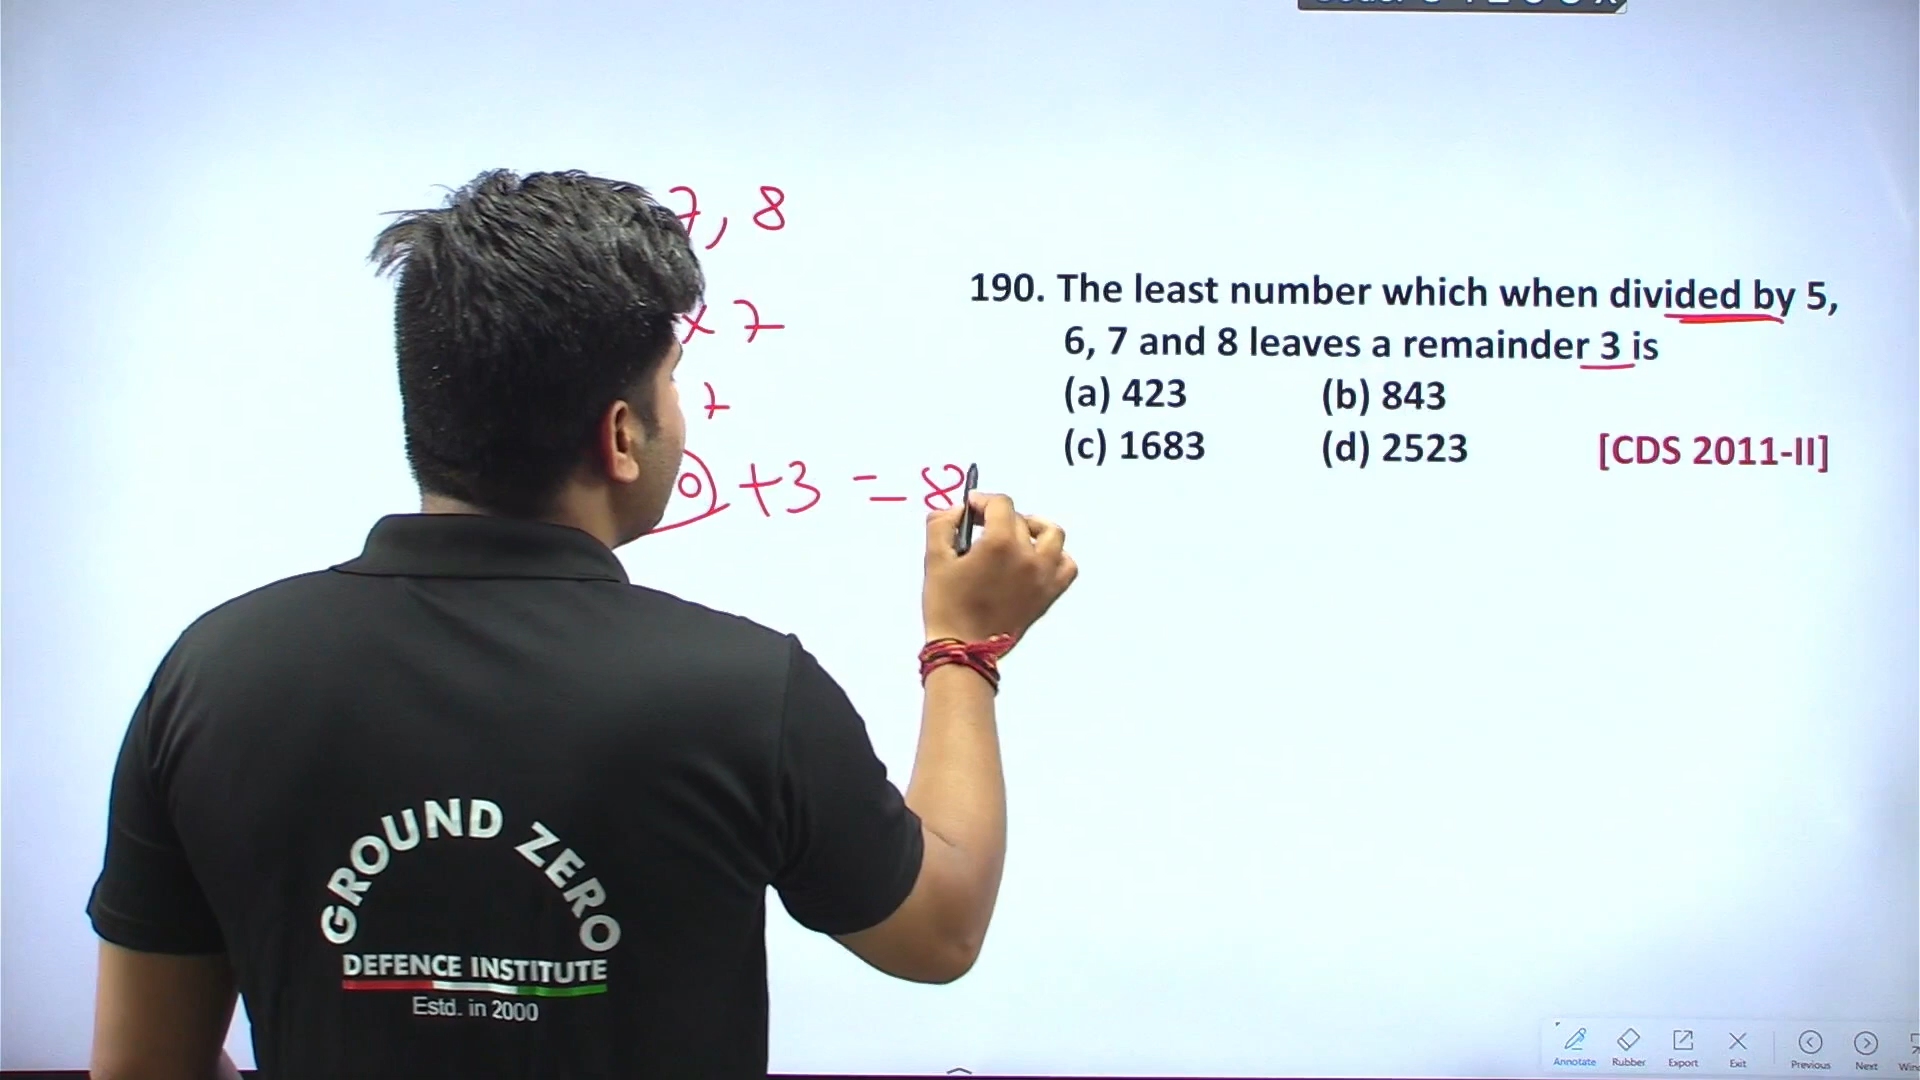 7, 8
× 7
7
0 + 3 = 8
190. The least number which when divided by 5,
6, 7 and 8 leaves a remainder 3 is
(a) 423 (b) 843
(c) 1683 (d) 2523 [CDS 2011-II]
GROUND ZERO
DEFENCE INSTITUTE
Estd. in 2000
Annotate Rubber Export Exit Previous Next